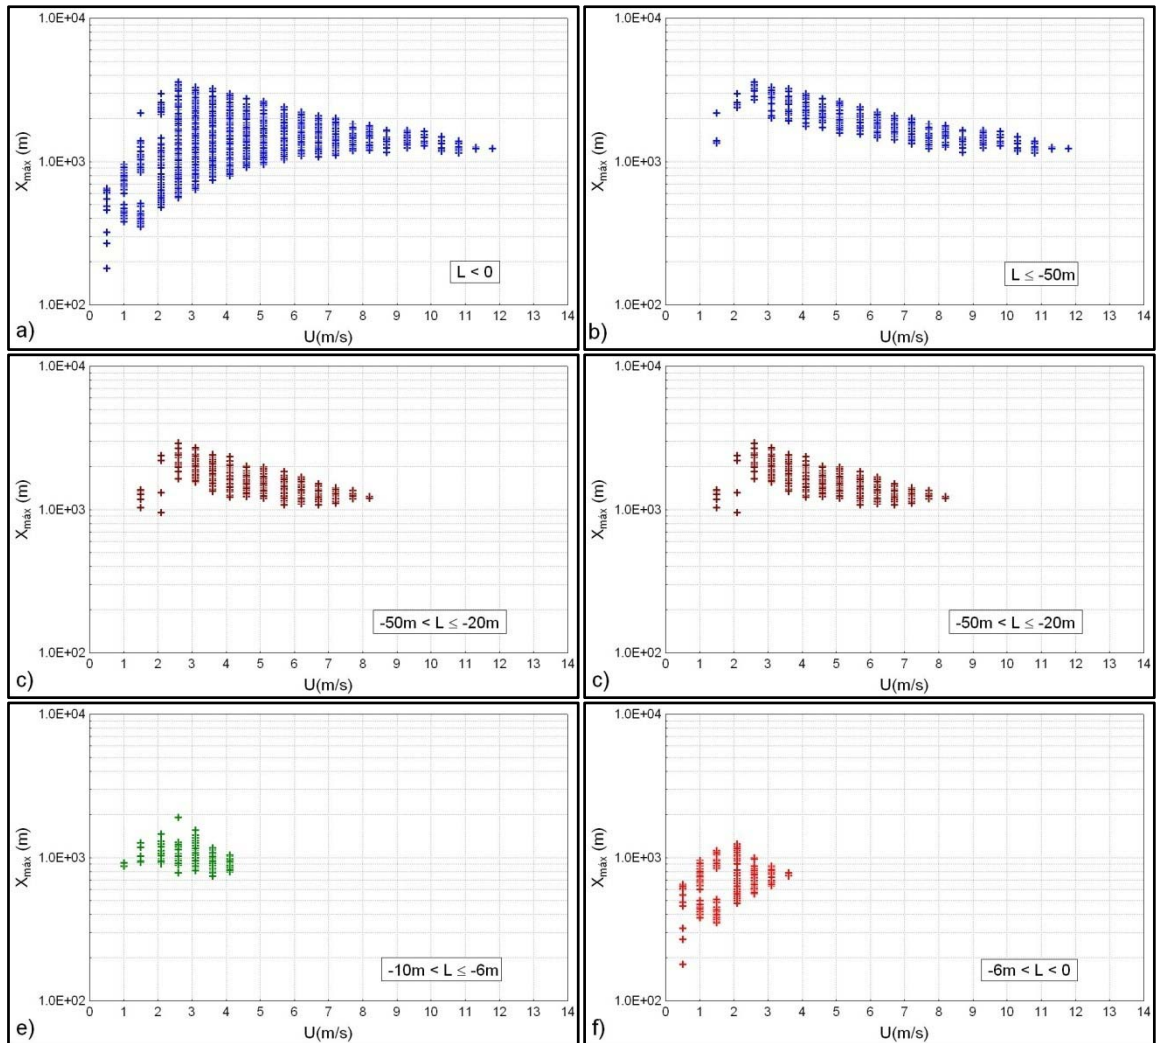 1.0E+04
1.0E+03
1.0E+02
Xmáx (m)
0 1 2 3 4 5 6 7 8 9 10 11 12 13 14
U(m/s)
L < 0
a)
1.0E+04
1.0E+03
1.0E+02
Xmáx (m)
0 1 2 3 4 5 6 7 8 9 10 11 12 13 14
U(m/s)
L ≤ -50m
b)
1.0E+04
1.0E+03
1.0E+02
Xmáx (m)
0 1 2 3 4 5 6 7 8 9 10 11 12 13 14
U(m/s)
-50m < L ≤ -20m
c)
1.0E+04
1.0E+03
1.0E+02
Xmáx (m)
0 1 2 3 4 5 6 7 8 9 10 11 12 13 14
U(m/s)
-50m < L ≤ -20m
c)
1.0E+04
1.0E+03
1.0E+02
Xmáx (m)
0 1 2 3 4 5 6 7 8 9 10 11 12 13 14
U(m/s)
-10m < L ≤ -6m
e)
1.0E+04
1.0E+03
1.0E+02
Xmáx (m)
0 1 2 3 4 5 6 7 8 9 10 11 12 13 14
U(m/s)
-6m < L < 0
f)